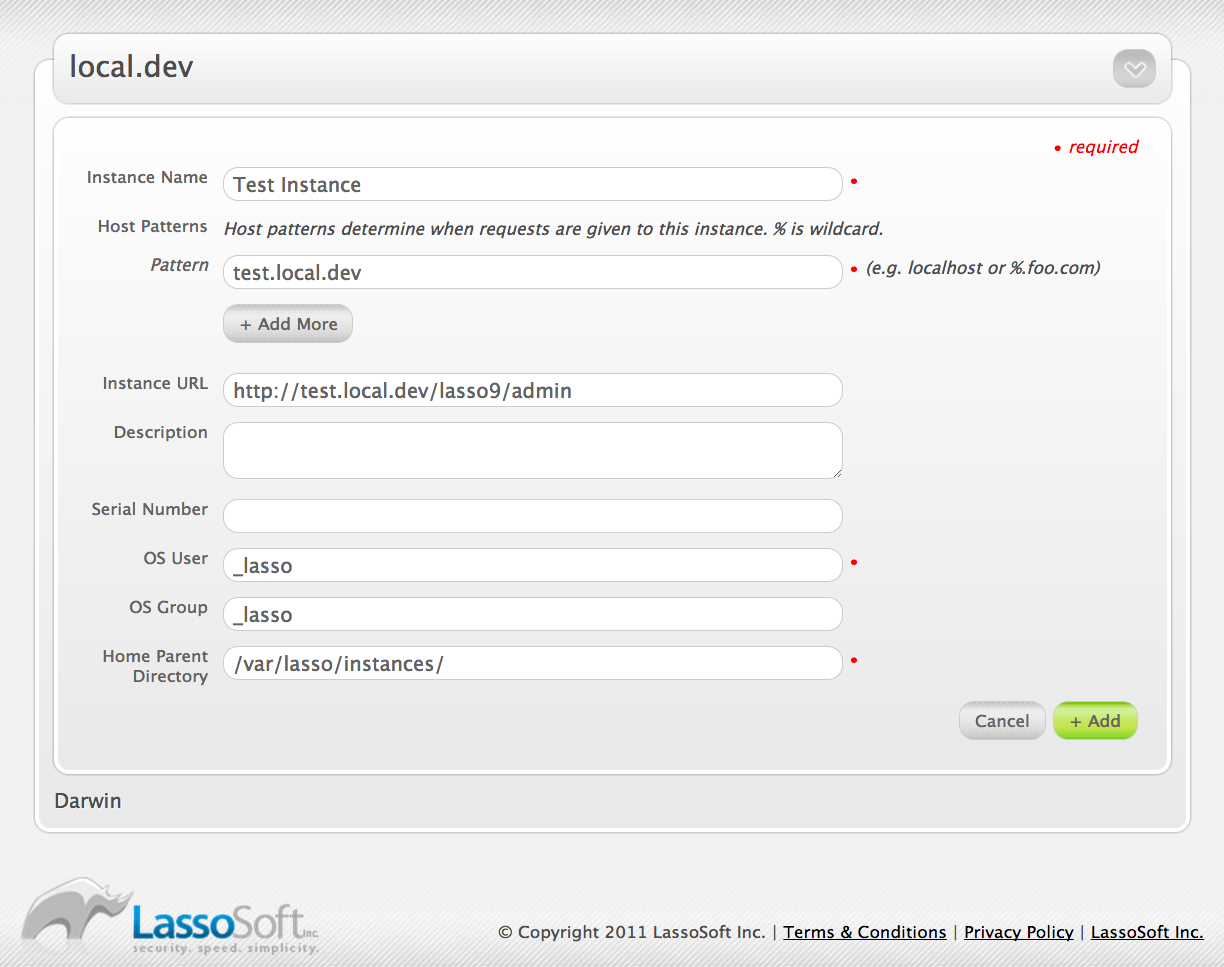 local.dev
• required
Instance Name Test Instance •
Host Patterns Host patterns determine when requests are given to this instance. % is wildcard.
Pattern test.local.dev • (e.g. localhost or %.foo.com)
+ Add More
Instance URL http://test.local.dev/lasso9/admin
Description
Serial Number
OS User _lasso •
OS Group _lasso
Home Parent
Directory /var/lasso/instances/ •
Cancel + Add
Darwin
LassoSoft Inc.
security. speed. simplicity.
© Copyright 2011 LassoSoft Inc. | Terms & Conditions | Privacy Policy | LassoSoft Inc.